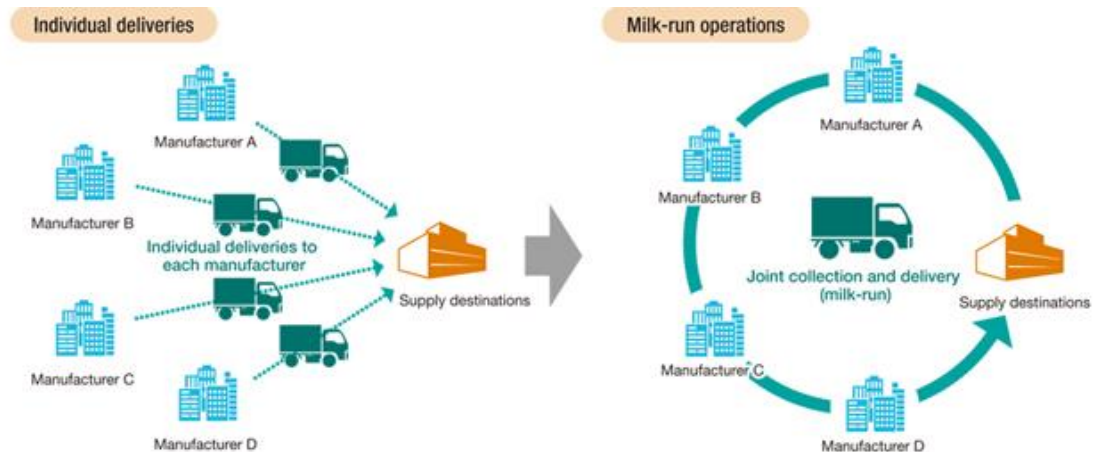 Individual deliveries
Manufacturer A
Manufacturer B
Individual deliveries to
each manufacturer
Supply destinations
Manufacturer C
Manufacturer D
Milk-run operations
Manufacturer A
Manufacturer B
Joint collection and delivery
(milk-run)
Supply destinations
Manufacturer C
Manufacturer D